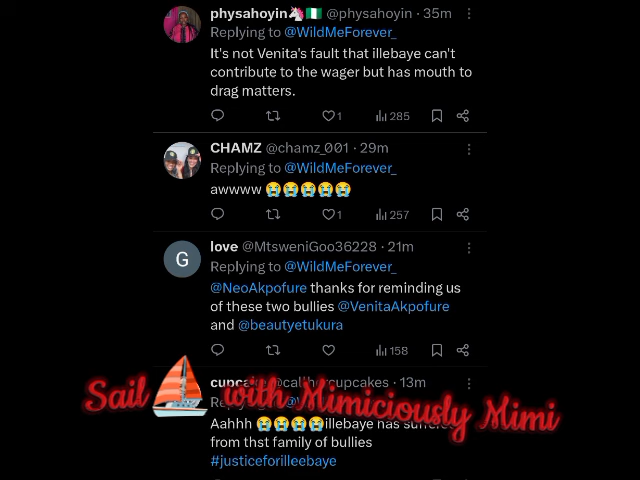 physahoyin🦄🇳🇬 @physahoyin · 35m
Replying to @WildMeForever_
It's not Venita's fault that illebaye can't
contribute to the wager but has mouth to
drag matters.
1 285
CHAMZ @chamz_001 · 29m
Replying to @WildMeForever_
awwww 😭😭😭😭😭
1 257
G
love @MtsweniGoo36228 · 21m
Replying to @WildMeForever_
@NeoAkpofure thanks for reminding us
of these two bullies @VenitaAkpofure
and @beautyetukura
158
Sail with Mimiciously Mimi
· 13m
Aahhh 😭😭😭😭illebaye has
from thst family of bullies
#justiceforilleebaye